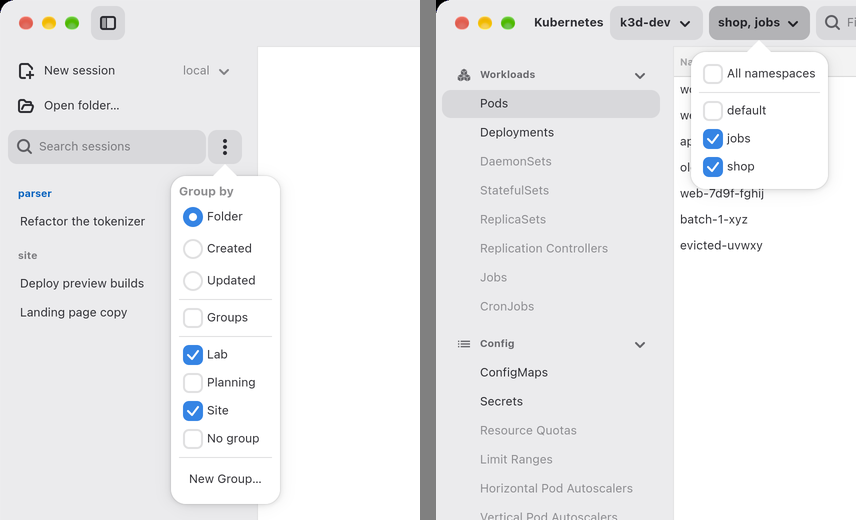 New session
local
Open folder...
Search sessions
Group by
parser
Folder
Refactor the tokenizer
Created
site
Updated
Deploy preview builds
Landing page copy
Groups
Lab
Planning
Site
No group
New Group...
Kubernetes
k3d-dev
shop, jobs
Workloads
All namespaces
Pods
default
Deployments
jobs
DaemonSets
shop
StatefulSets
web-7d9f-fghij
ReplicaSets
batch-1-xyz
Replication Controllers
evicted-uvwxy
Jobs
CronJobs
Config
ConfigMaps
Secrets
Resource Quotas
Limit Ranges
Horizontal Pod Autoscalers
Vertical Pod Autoscalers